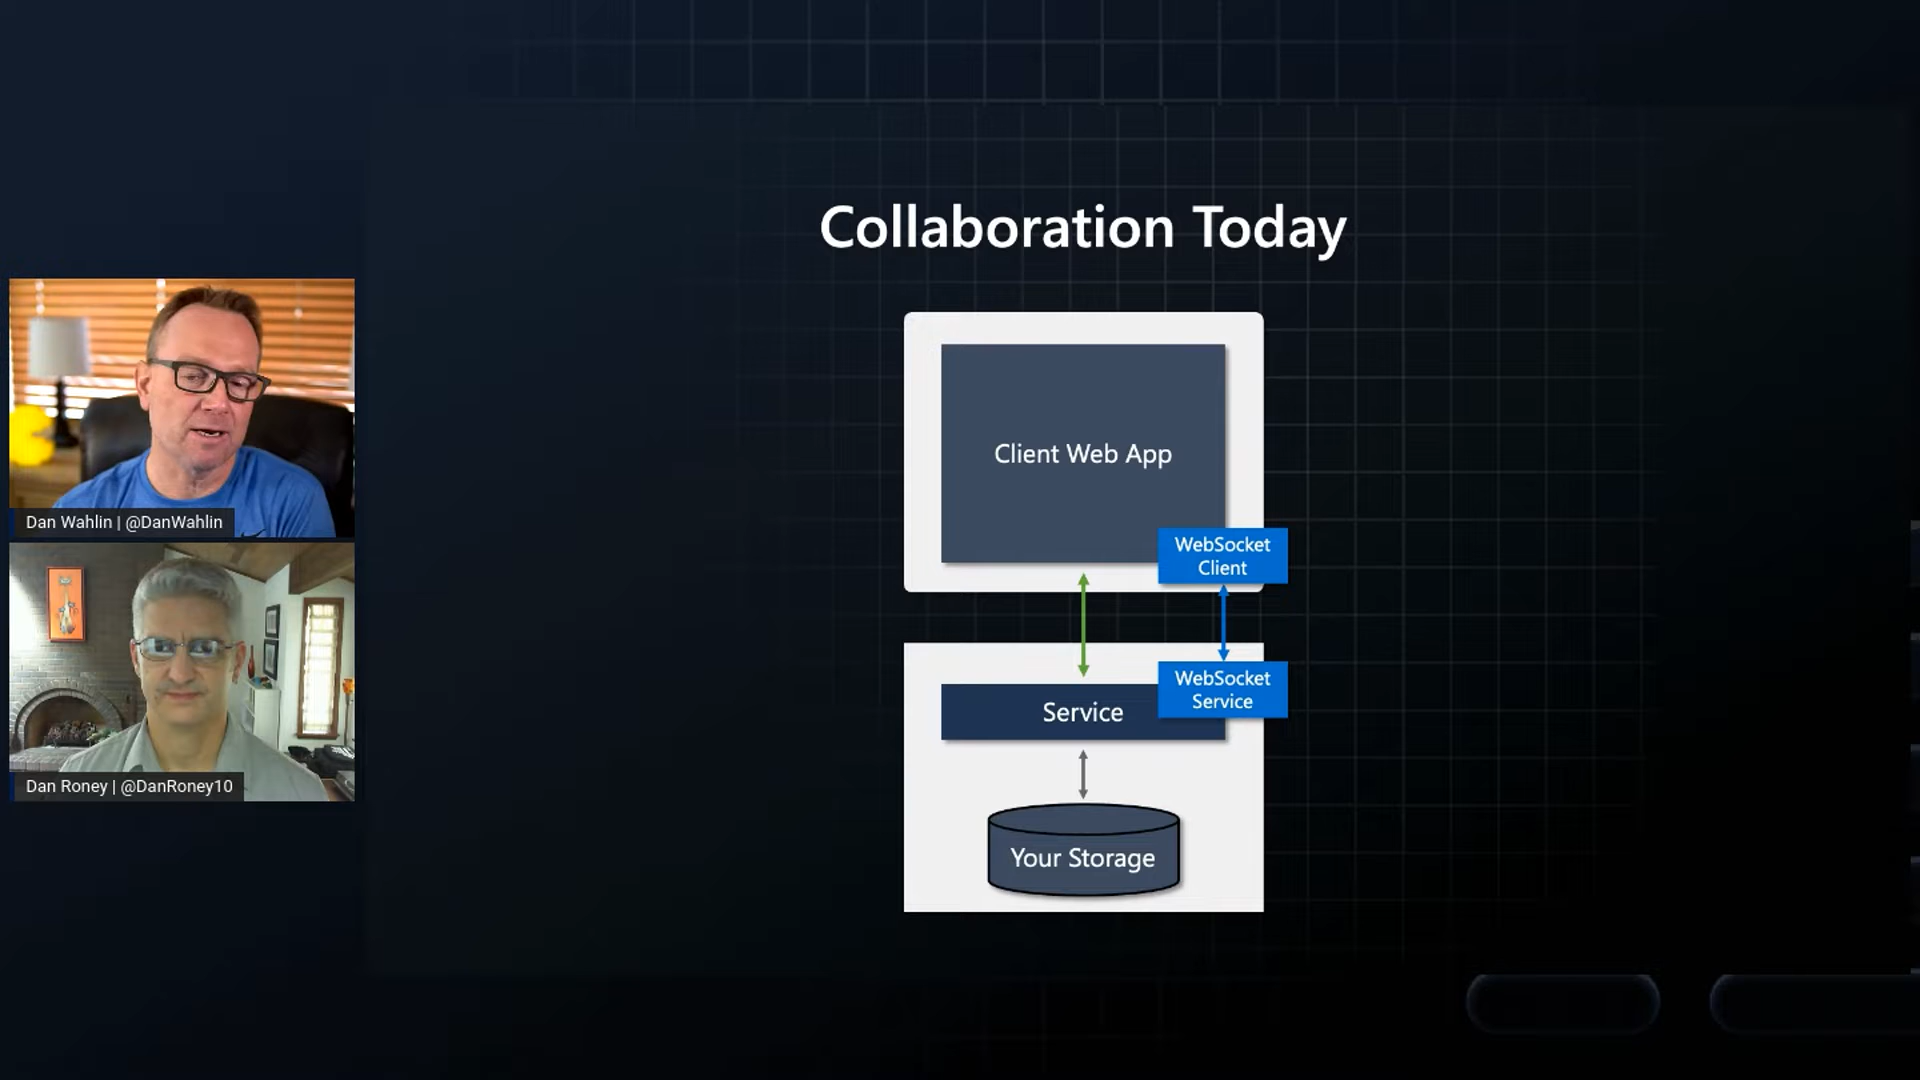 Collaboration Today
Client Web App
WebSocket
Client
WebSocket
Service
Service
Your Storage
Dan Wahlin | @DanWahlin
Dan Roney | @DanRoney10